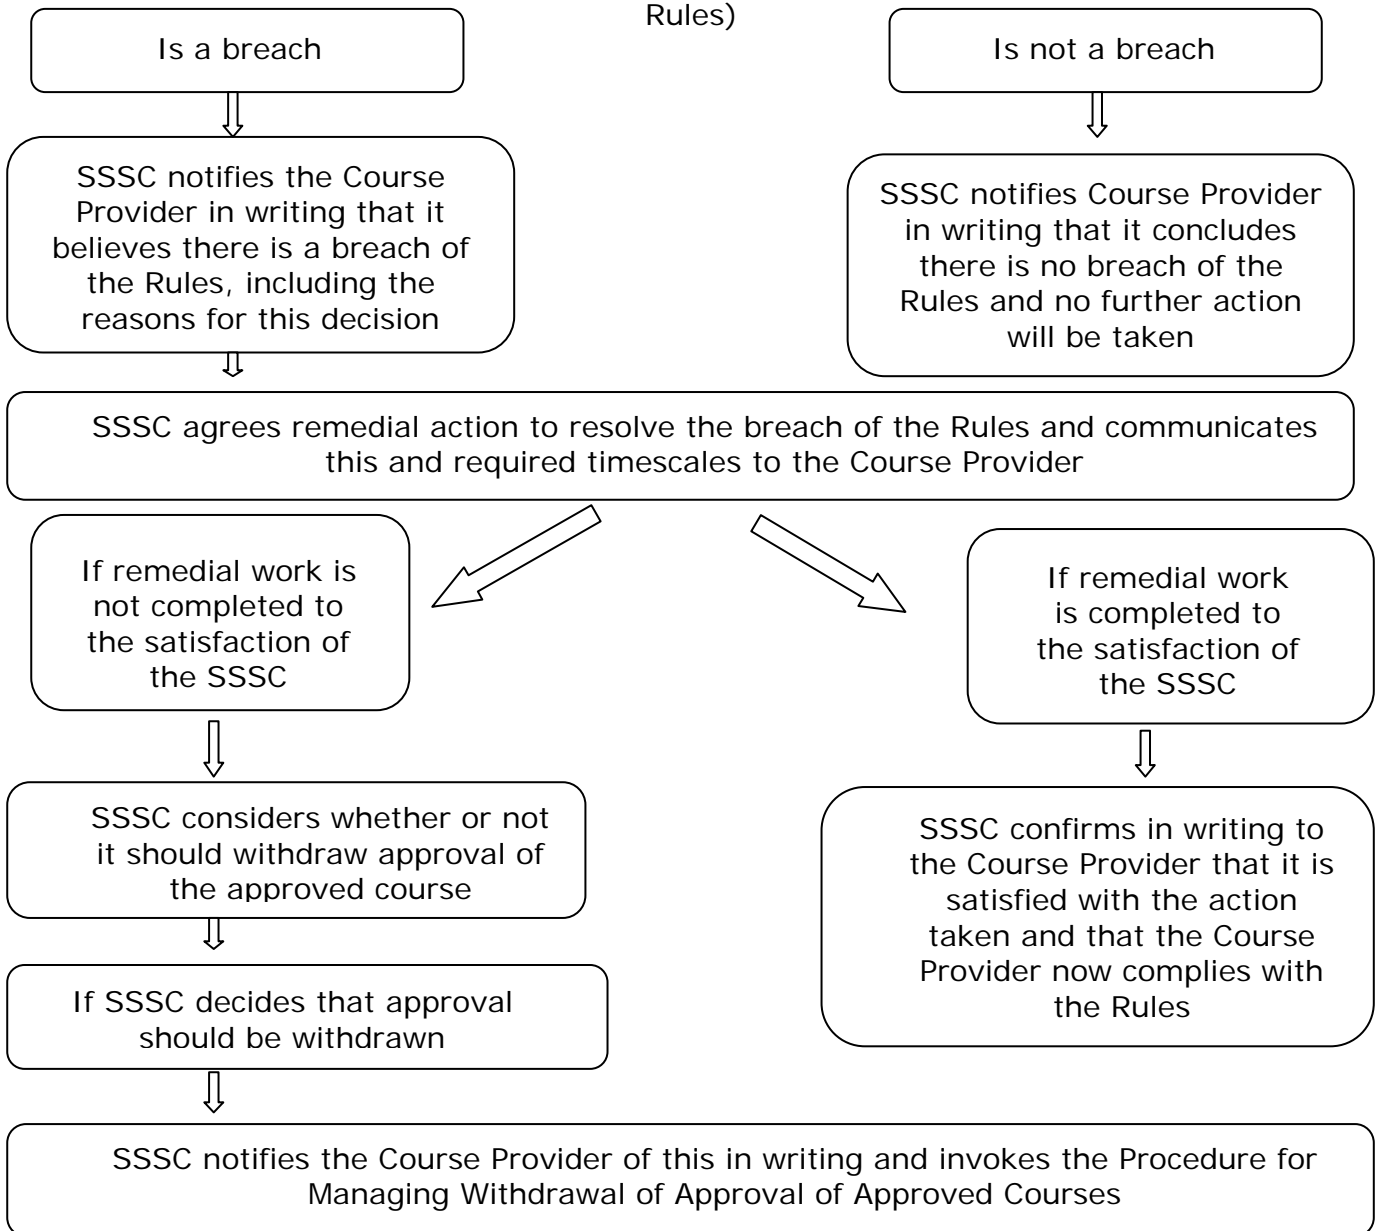 Rules)
Is a breach
Is not a breach
SSSC notifies the Course
Provider in writing that it
believes there is a breach of
the Rules, including the
reasons for this decision
SSSC notifies Course Provider
in writing that it concludes
there is no breach of the
Rules and no further action
will be taken
SSSC agrees remedial action to resolve the breach of the Rules and communicates
this and required timescales to the Course Provider
If remedial work is
not completed to
the satisfaction of
the SSSC
If remedial work
is completed to
the satisfaction of
the SSSC
SSSC considers whether or not
it should withdraw approval of
the approved course
SSSC confirms in writing to
the Course Provider that it is
satisfied with the action
taken and that the Course
Provider now complies with
the Rules
If SSSC decides that approval
should be withdrawn
SSSC notifies the Course Provider of this in writing and invokes the Procedure for
Managing Withdrawal of Approval of Approved Courses